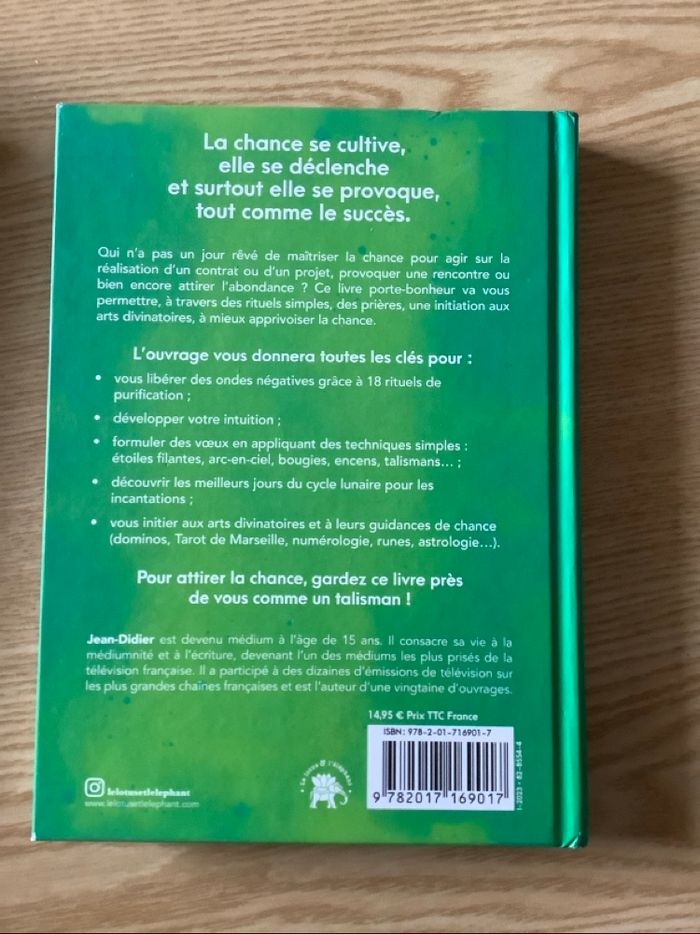 La chance se cultive,
elle se déclenche
et surtout elle se provoque,
tout comme le succès.
Qui n'a pas un jour rêvé de maîtriser la chance pour agir sur la
réalisation d'un contrat ou d'un projet, provoquer une rencontre ou
bien encore attirer l'abondance ? Ce livre porte-bonheur va vous
permettre, à travers des rituels simples, des prières, une initiation aux
arts divinatoires, à mieux apprivoiser la chance.
L'ouvrage vous donnera toutes les clés pour :
• vous libérer des ondes négatives grâce à 18 rituels de
purification ;
• développer votre intuition ;
• formuler des vœux en appliquant des techniques simples :
étoiles filantes, arc-en-ciel, bougies, encens, talismans... ;
• découvrir les meilleurs jours du cycle lunaire pour les
incantations ;
• vous initier aux arts divinatoires et à leurs guidances de chance
(dominos, Tarot de Marseille, numérologie, runes, astrologie...).
Pour attirer la chance, gardez ce livre près
de vous comme un talisman !
Jean-Didier est devenu médium à l'âge de 15 ans. Il consacre sa vie à la
médiumnité et à l'écriture, devenant l'un des médiums les plus prisés de la
télévision française. Il a participé à des dizaines d'émissions de télévision sur
les plus grandes chaînes françaises et est l'auteur d'une vingtaine d'ouvrages.
14,95 € Prix TTC France
ISBN: 978-2-01-716901-7
9 782017 169017
1-2023 • 82-8554-4
Le lotus & l'éléphant
lelotusetlelephant
www.lelotusetlelephant.com